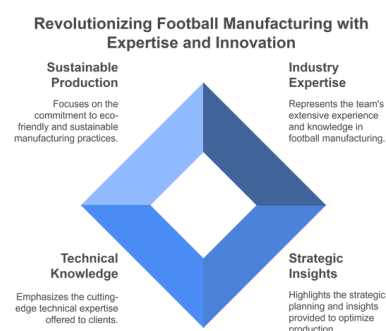 Revolutionizing Football Manufacturing with
Expertise and Innovation
Sustainable
Production
Focuses on the
commitment to eco-
friendly and sustainable
manufacturing practices.
Industry
Expertise
Represents the team's
extensive experience
and knowledge in
football manufacturing.
Technical
Knowledge
Emphasizes the cutting-
edge technical expertise
offered to clients.
Strategic
Insights
Highlights the strategic
planning and insights
provided to optimize
production